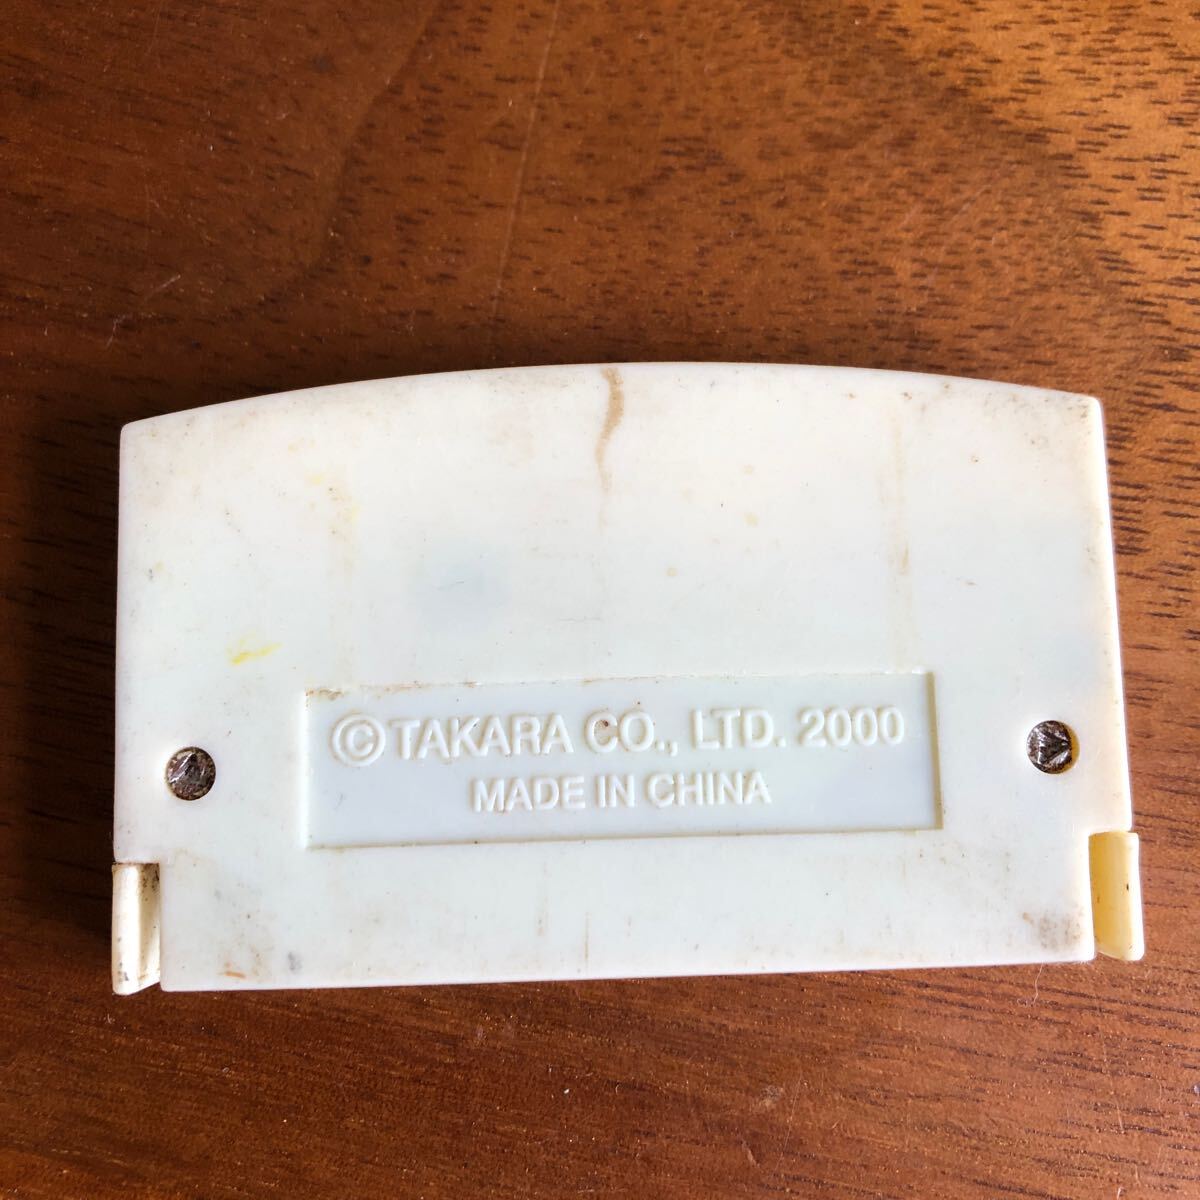 ©TAKARA CO., LTD. 2000
MADE IN CHINA